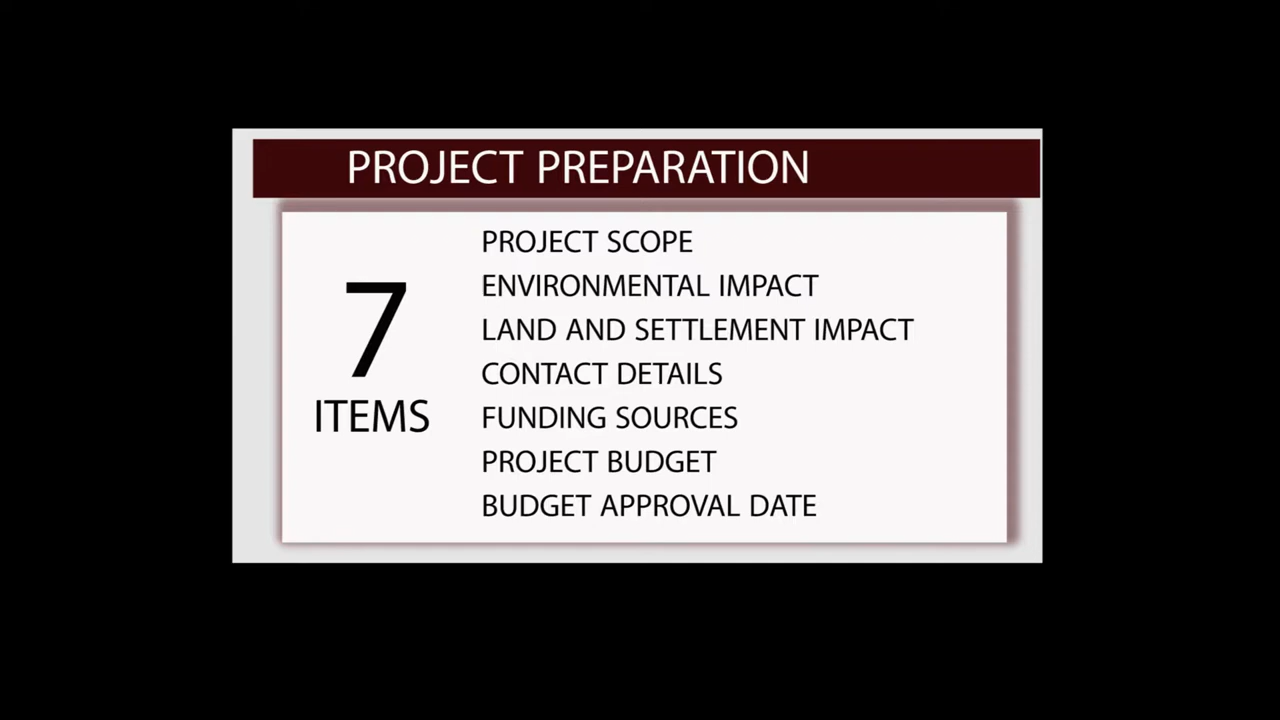 PROJECT PREPARATION
7
ITEMS
PROJECT SCOPE
ENVIRONMENTAL IMPACT
LAND AND SETTLEMENT IMPACT
CONTACT DETAILS
FUNDING SOURCES
PROJECT BUDGET
BUDGET APPROVAL DATE